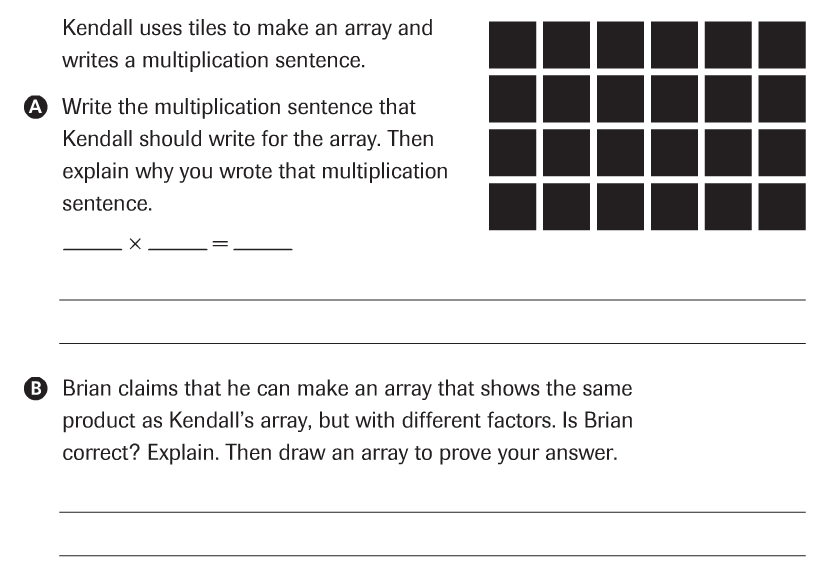 Kendall uses tiles to make an array and
writes a multiplication sentence.
A Write the multiplication sentence that
Kendall should write for the array. Then
explain why you wrote that multiplication
sentence.
_____ × _____ = _____
B Brian claims that he can make an array that shows the same
product as Kendall’s array, but with different factors. Is Brian
correct? Explain. Then draw an array to prove your answer.